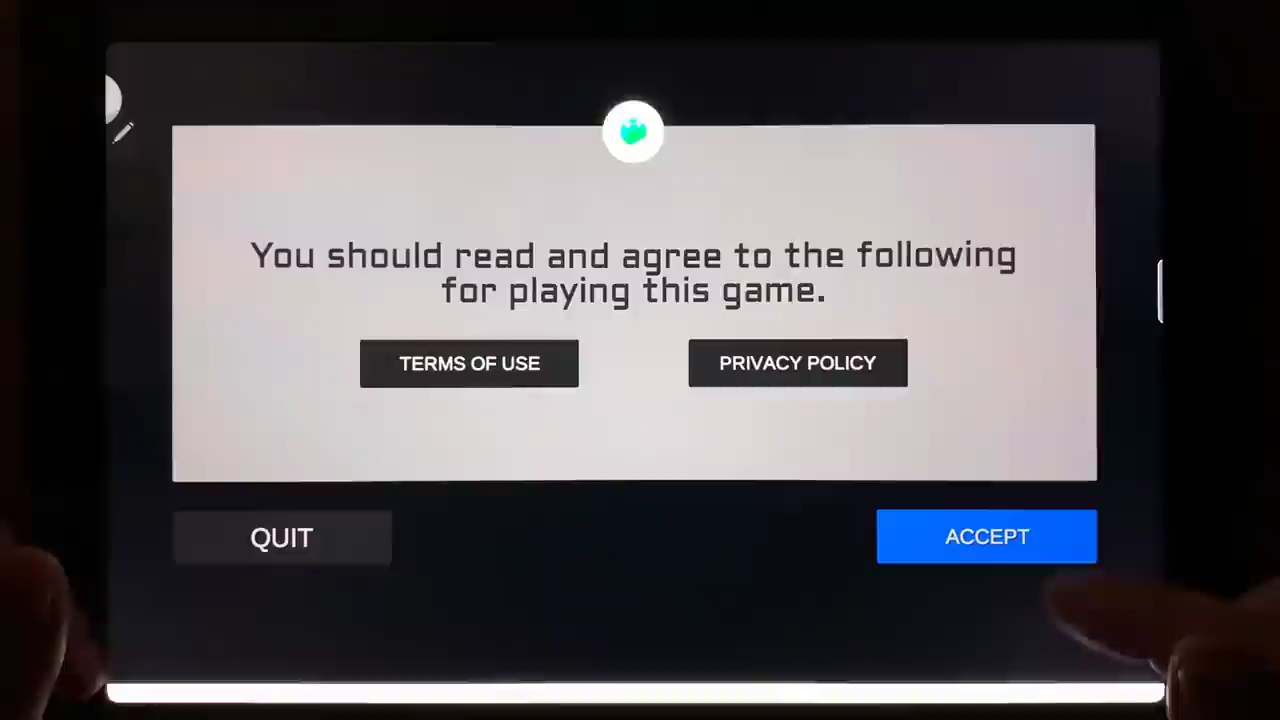 You should read and agree to the following
for playing this game.
TERMS OF USE
PRIVACY POLICY
QUIT
ACCEPT